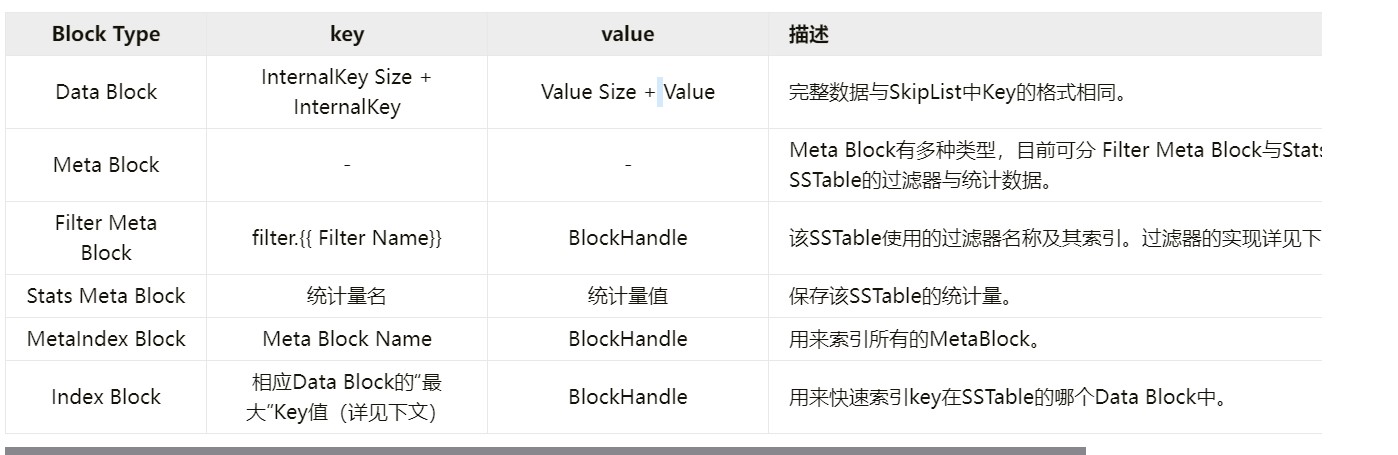 Block Type key value 描述
InternalKey Size +
Data Block InternalKey Value Size + Value 完整数据与SkipList中Key的格式相同。
Meta Block - - Meta Block有多种类型，目前可分 Filter Meta Block与Stats
SSTable的过滤器与统计数据。
Filter Meta
Block filter.{{ Filter Name}} BlockHandle 该SSTable使用的过滤器名称及其索引。过滤器的实现详见下
Stats Meta Block 统计量名 统计量值 保存该SSTable的统计量。
MetaIndex Block Meta Block Name BlockHandle 用来索引所有的MetaBlock。
Index Block 相应Data Block的“最
大”Key值（详见下文） BlockHandle 用来快速索引key在SSTable的哪个Data Block中。